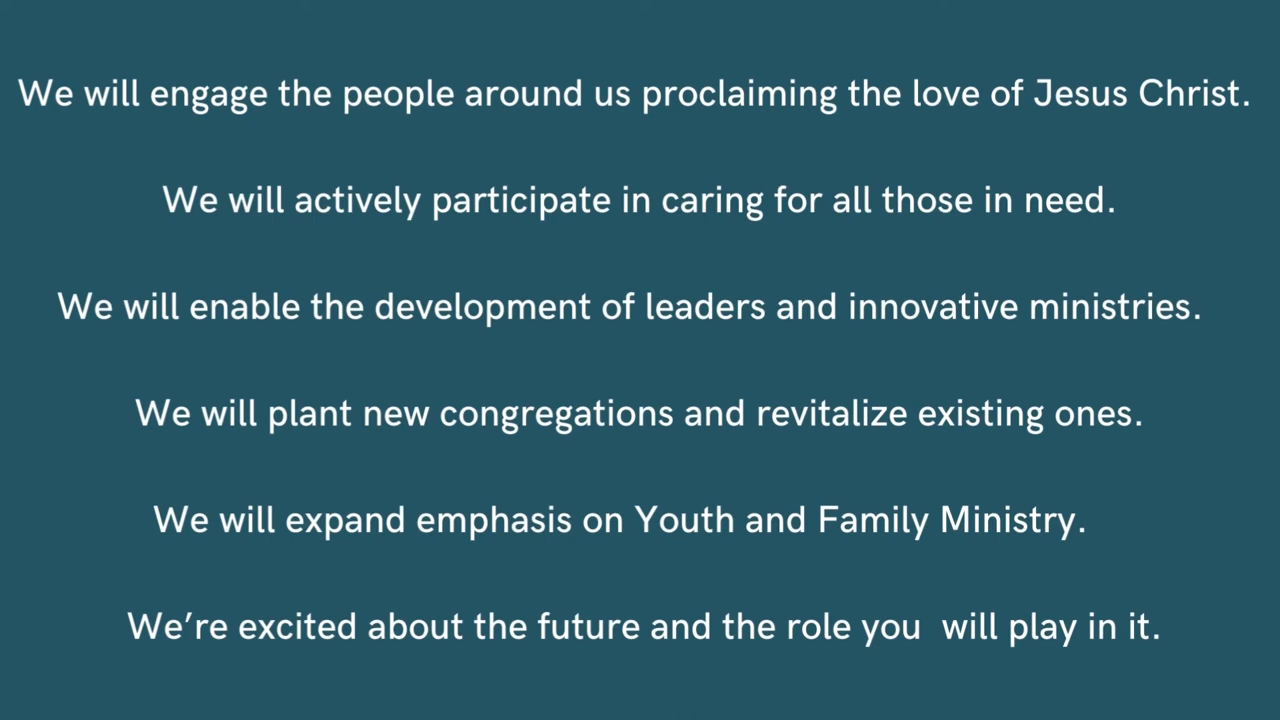 We will engage the people around us proclaiming the love of Jesus Christ.
We will actively participate in caring for all those in need.
We will enable the development of leaders and innovative ministries.
We will plant new congregations and revitalize existing ones.
We will expand emphasis on Youth and Family Ministry.
We’re excited about the future and the role you  will play in it.